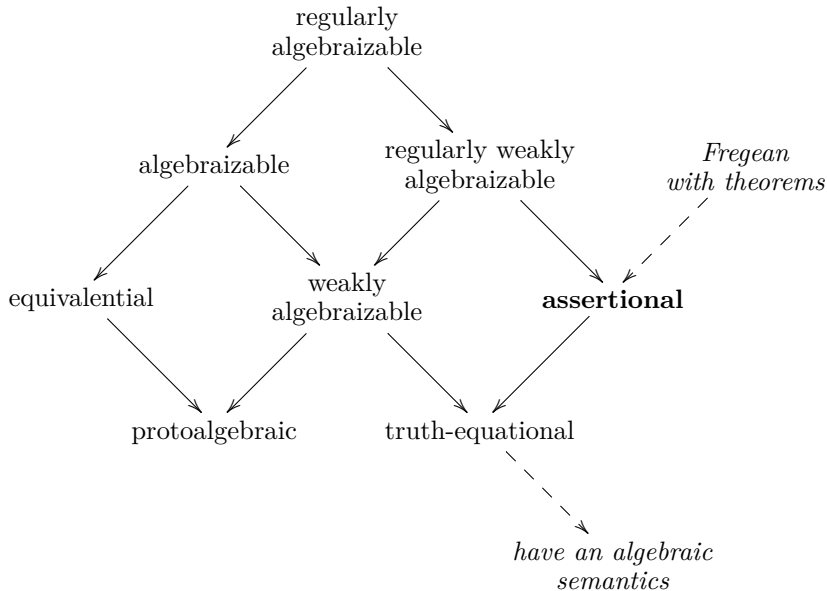 regularly
algebraizable
algebraizable
regularly weakly
algebraizable
Fregean
with theorems
equivalential
weakly
algebraizable
assertional
protoalgebraic
truth-equational
have an algebraic
semantics